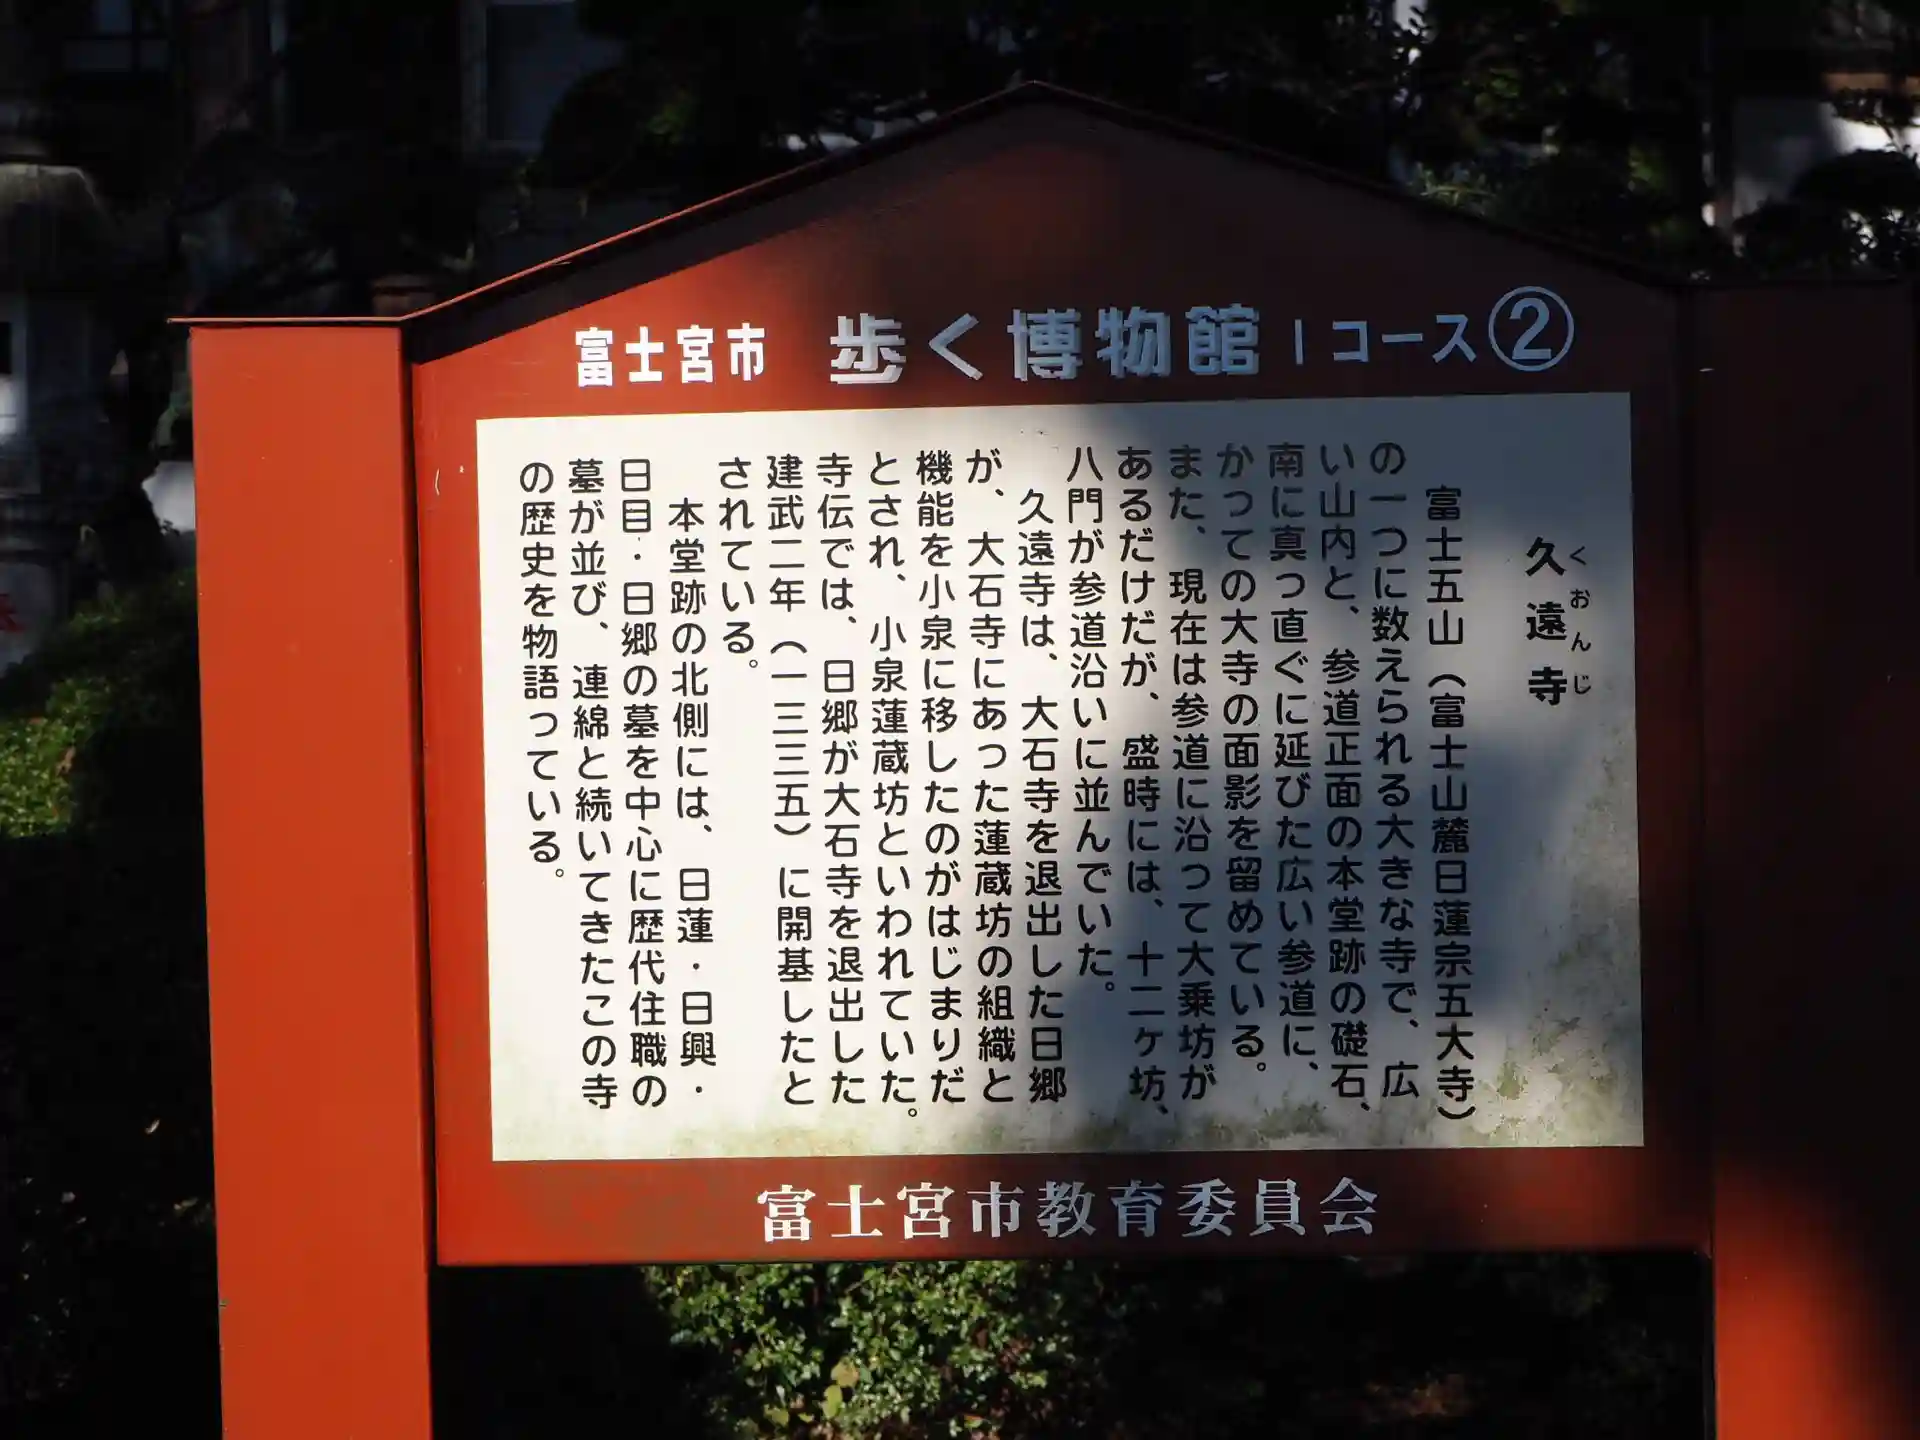 富士宮市 歩く博物館 Iコース②
久遠寺
くおんじ
富士五山（富士山麓日蓮宗五大寺）
の一つに数えられる大きな寺で、広
い山内と、参道正面の本堂跡の礎石、
南に真っ直ぐに延びた広い参道に、
かつての大寺の面影を留めている。
また、現在は参道に沿って大乗坊が
あるだけだが、盛時には、十二ヶ坊、
八門が参道沿いに並んでいた。
久遠寺は、大石寺を退出した日郷
が、大石寺にあった蓮蔵坊の組織と
機能を小泉に移したのがはじまりだ
とされ、小泉蓮蔵坊といわれていた。
寺伝では、日郷が大石寺を退出した
建武二年（一三三五）に開基したと
されている。
本堂跡の北側には、日蓮・日興・
日目・日郷の墓を中心に歴代住職の
墓が並び、連綿と続いてきたこの寺
の歴史を物語っている。
富士宮市教育委員会